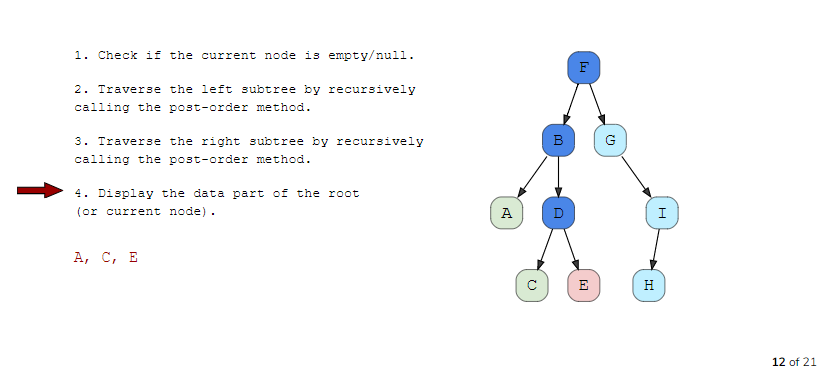 1. Check if the current node is empty/null.
2. Traverse the left subtree by recursively
calling the post-order method.
3. Traverse the right subtree by recursively
calling the post-order method.
4. Display the data part of the root
(or current node).
A, C, E
F
B
G
A
D
I
C
E
H
12 of 21